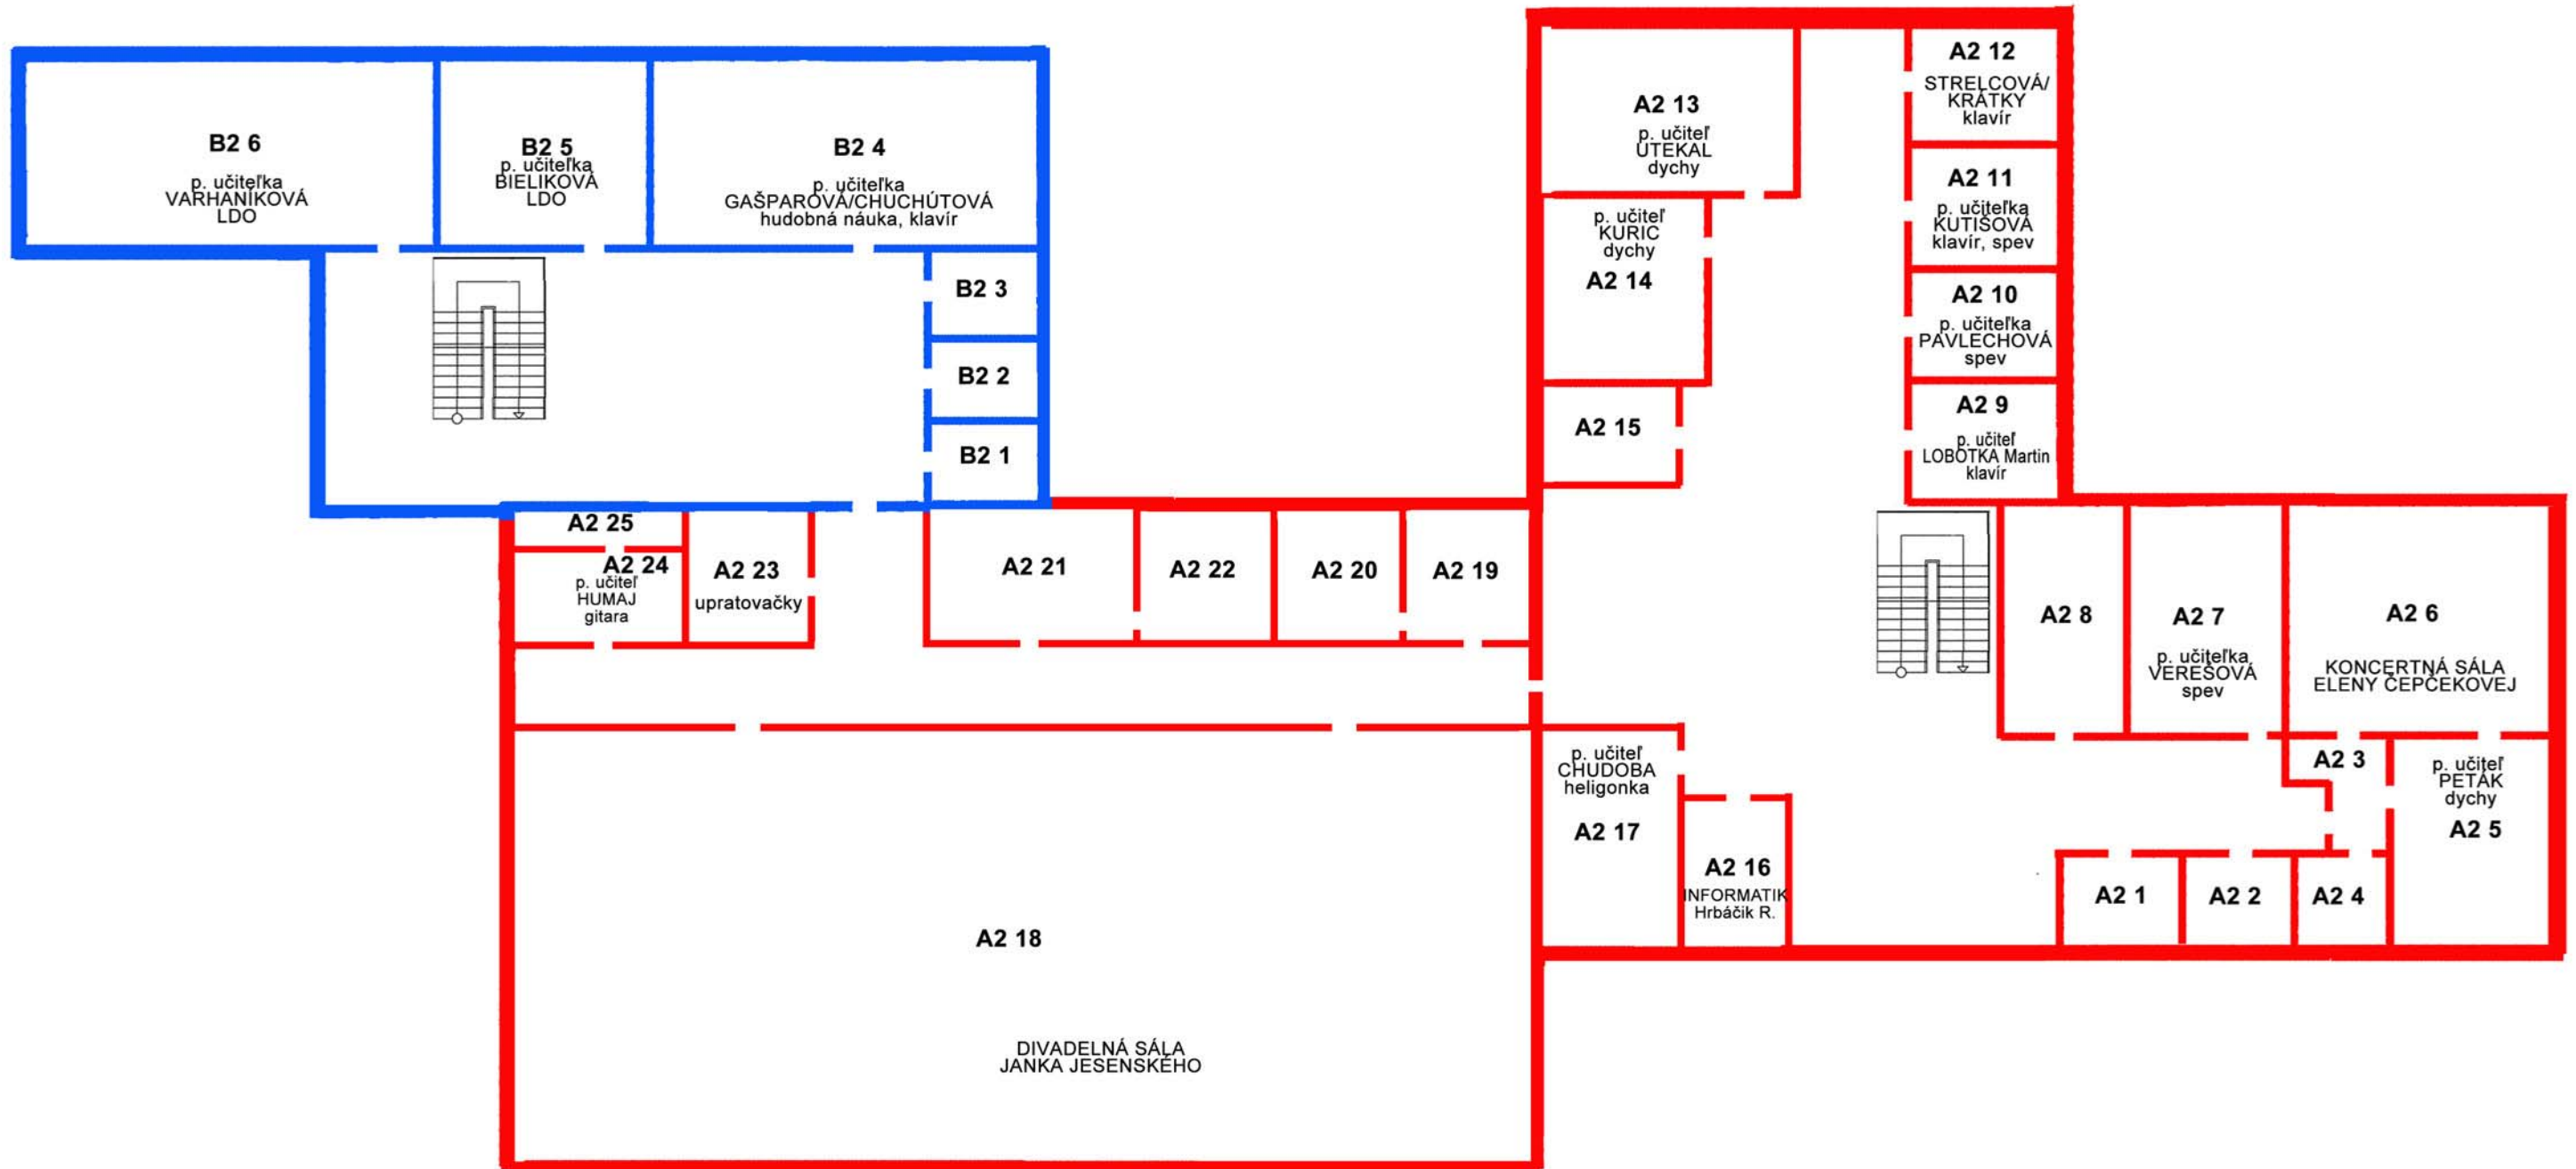 B2 6
p. učiteľka
VARHANÍKOVÁ
LDO
B2 5
p. učiteľka
BIELIKOVÁ
LDO
B2 4
p. učiteľka
GAŠPAROVÁ/CHUCHÚTOVÁ
hudobná náuka, klavír
B2 3
B2 2
B2 1
A2 13
p. učiteľ
UTEKAL
dychy
A2 12
STRELCOVÁ/
KRÁTKY
klavír
A2 11
p. učiteľka
KUTIŠOVÁ
klavír, spev
p. učiteľ
KURIC
dychy
A2 14
A2 10
p. učiteľka
PAVLECHOVÁ
spev
A2 15
A2 9
p. učiteľ
LOBOTKA Martin
klavír
A2 25
A2 24
p. učiteľ
HUMAJ
gitara
A2 23
upratovačky
A2 21
A2 22
A2 20
A2 19
A2 8
A2 7
p. učiteľka
VEREŠOVÁ
spev
A2 6
KONCERTNÁ SÁLA
ELENY ČEPČEKOVEJ
p. učiteľ
CHUDOBA
heligonka
A2 17
A2 16
INFORMATIK
Hrbáčik R.
A2 3
p. učiteľ
PETÁK
dychy
A2 5
A2 1
A2 2
A2 4
A2 18
DIVADELNÁ SÁLA
JANKA JESENSKÉHO